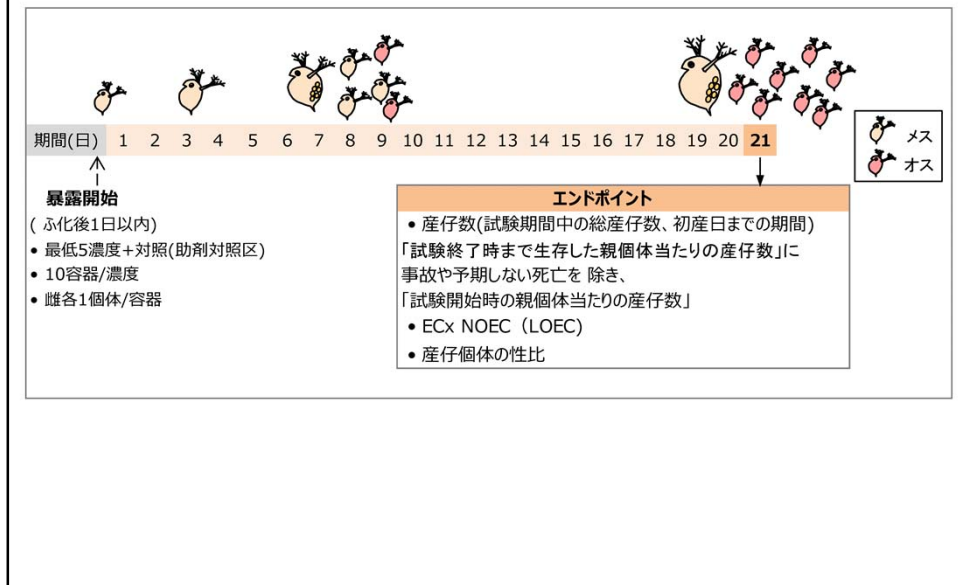 期間(日) 1 2 3 4 5 6 7 8 9 10 11 12 13 14 15 16 17 18 19 20 21
メス
オス
暴露開始
( ふ化後1日以内)
• 最低5濃度+対照(助剤対照区)
• 10容器/濃度
• 雌各1個体/容器
エンドポイント
• 産仔数(試験期間中の総産仔数、初産日までの期間)
「試験終了時まで生存した親個体当たりの産仔数」に
事故や予期しない死亡を 除き、
「試験開始時の親個体当たりの産仔数」
• ECx NOEC（LOEC)
• 産仔個体の性比